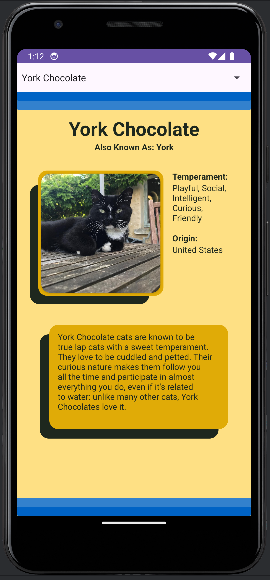 1:12
York Chocolate
York Chocolate
Also Known As: York
Temperament:
Playful, Social,
Intelligent,
Curious,
Friendly
Origin:
United States
York Chocolate cats are known to be
true lap cats with a sweet temperament.
They love to be cuddled and petted. Their
curious nature makes them follow you
all the time and participate in almost
everything you do, even if it's related
to water: unlike many other cats, York
Chocolates love it.